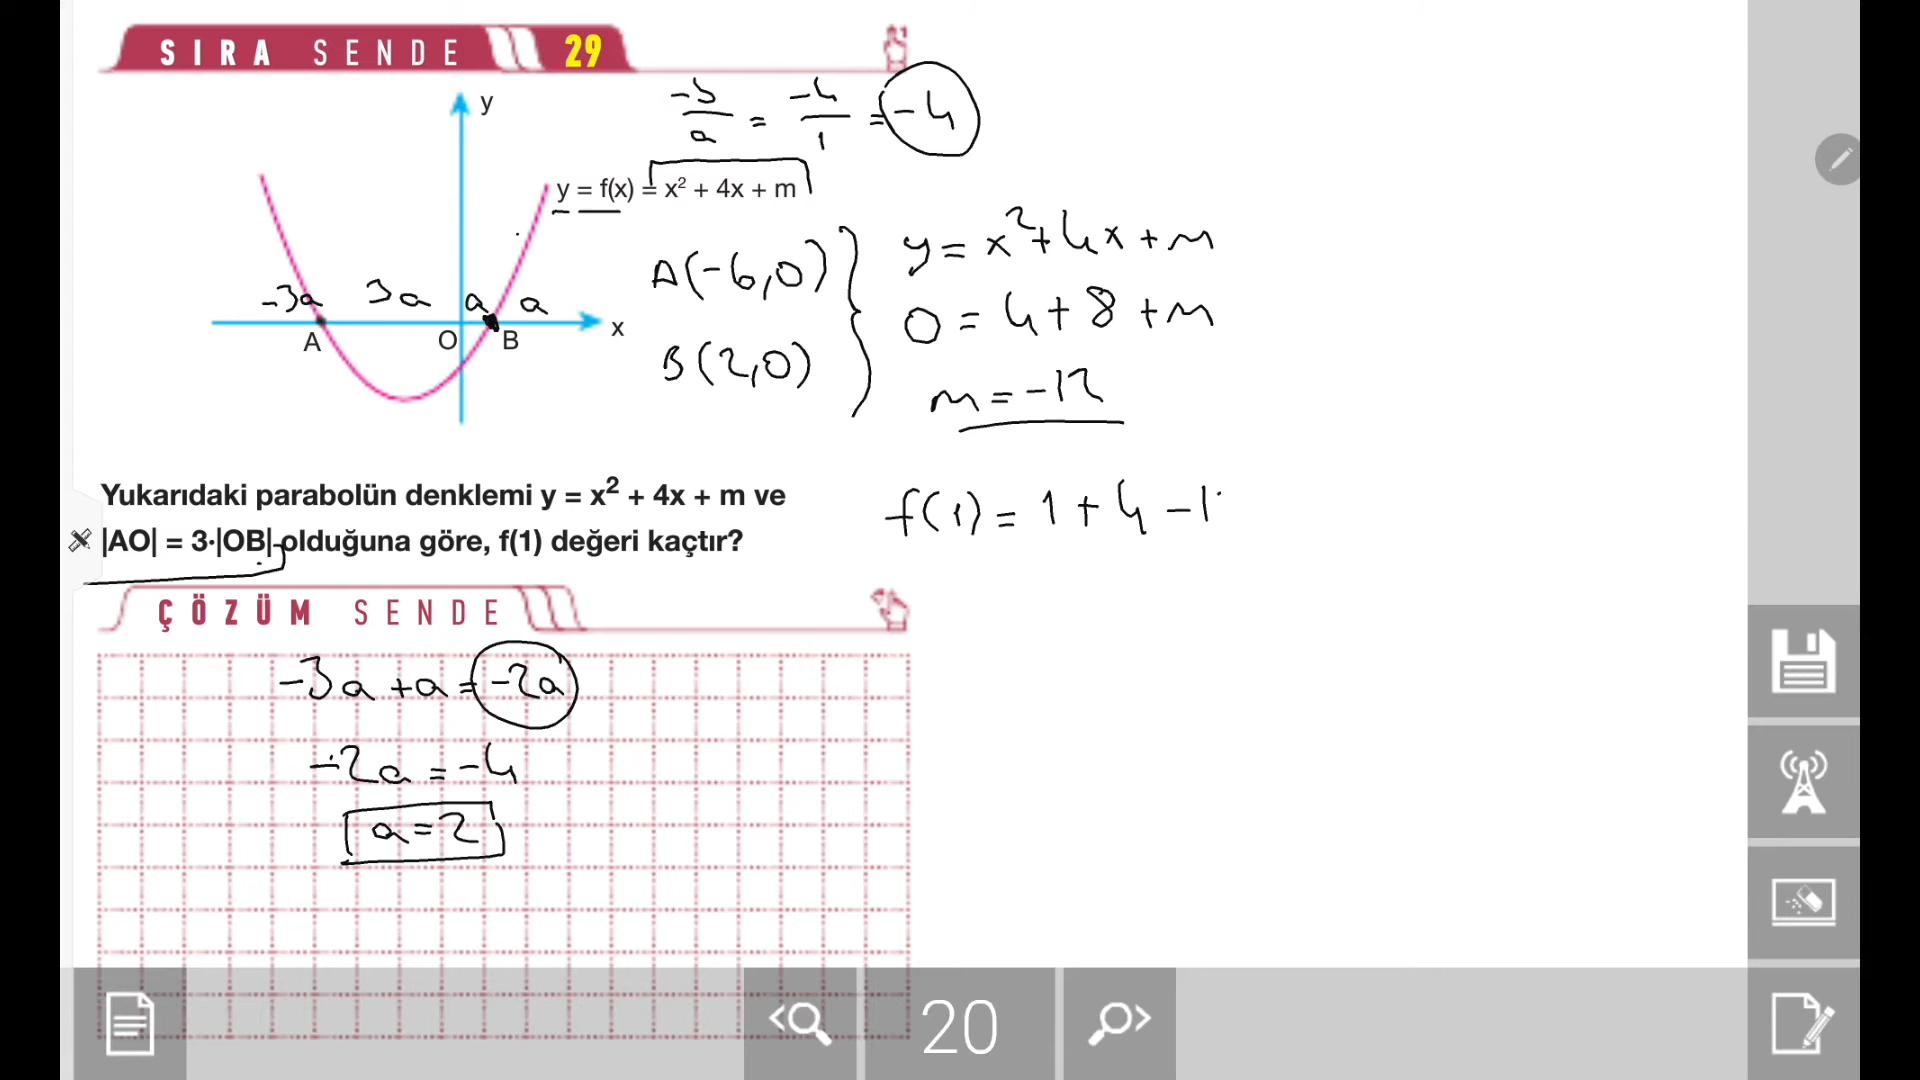 SIRA SENDE 29
y
-b/a = -4/1 = -4
y = f(x) = x² + 4x + m
-3a 3a a a
A O B x
A(-6,0)
B(2,0)
y = x²+4x+m
0 = 4+8+m
m = -12
Yukarıdaki parabolün denklemi y = x² + 4x + m ve
|AO| = 3·|OB| olduğuna göre, f(1) değeri kaçtır?
f(1) = 1+4-1
ÇÖZÜM SENDE
-3a+a=-2a
-2a=-4
a=2
20